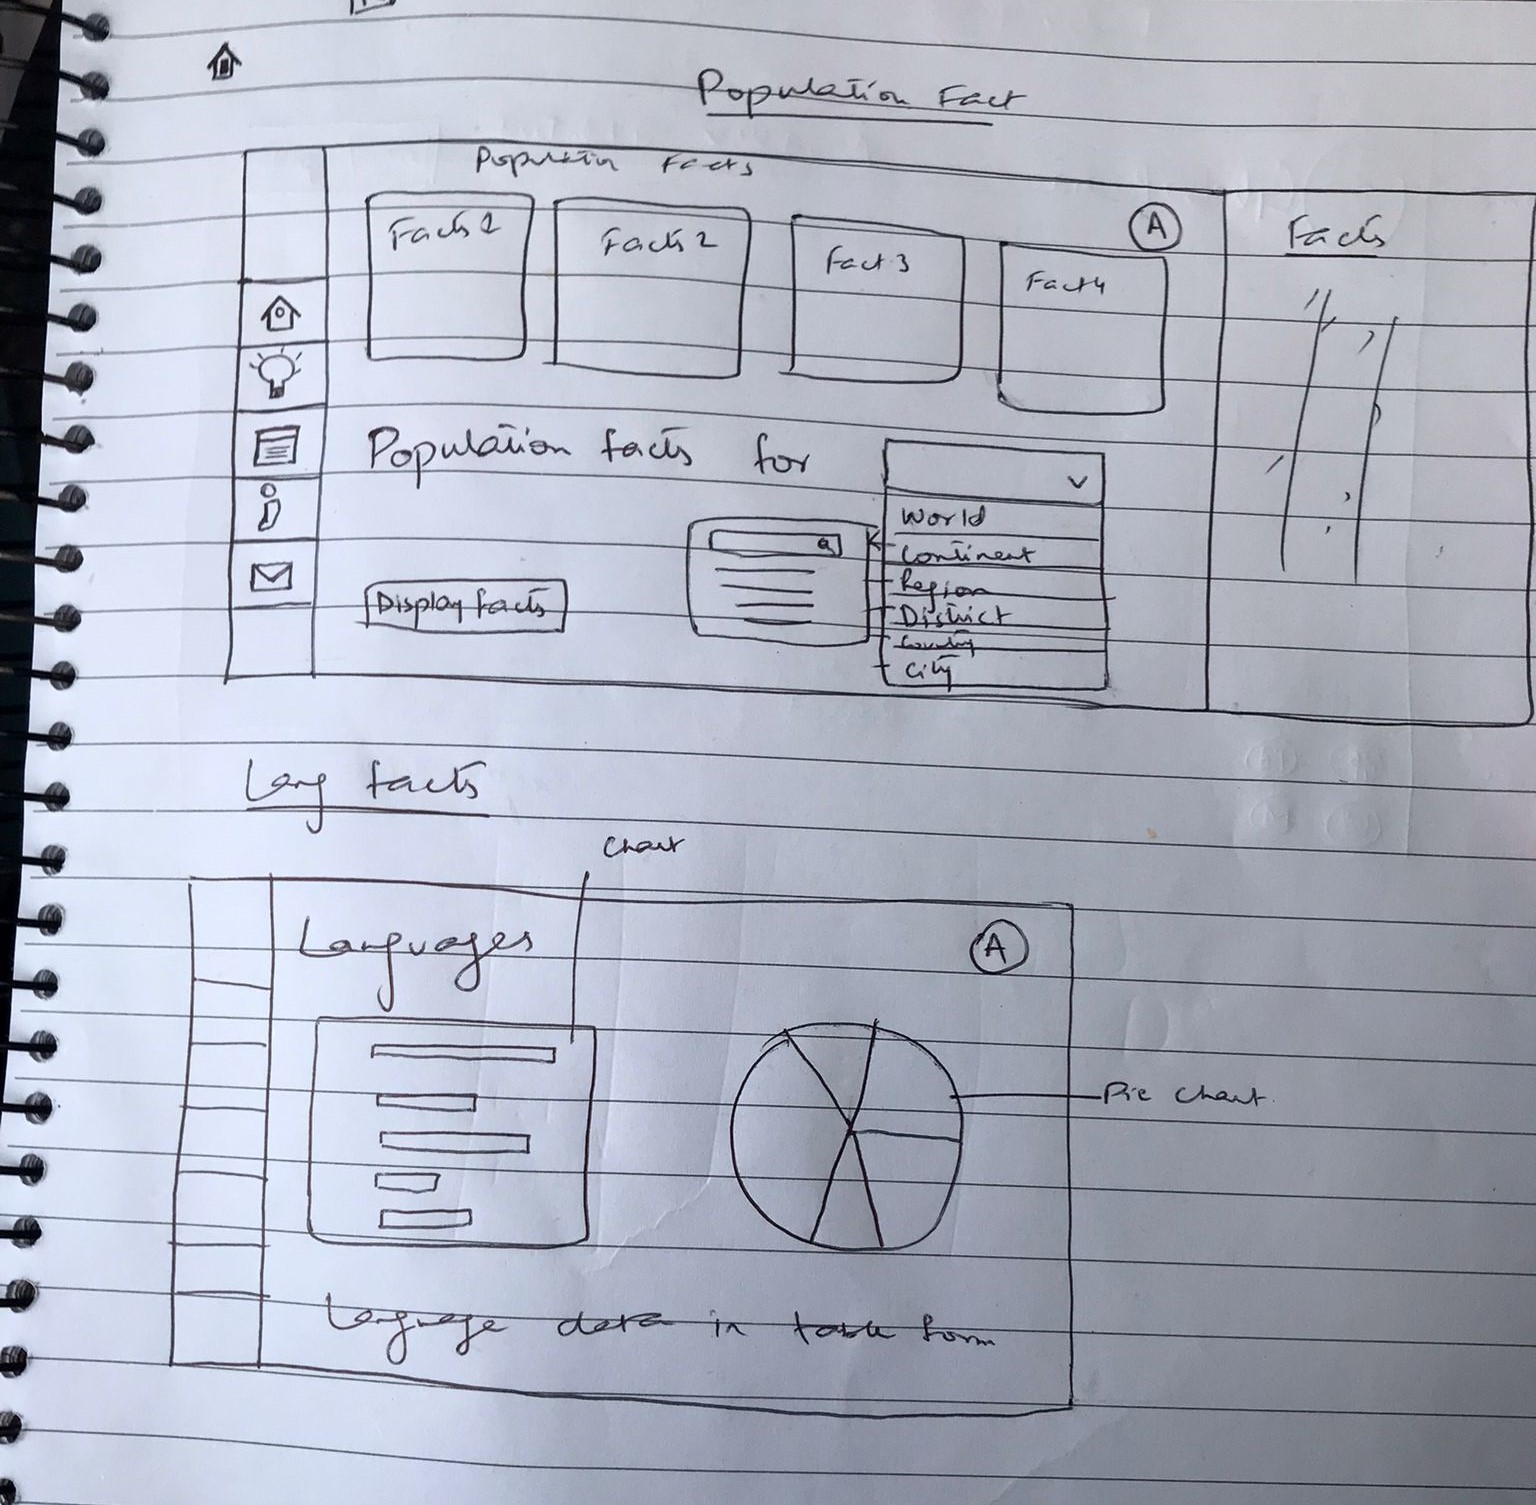 Population Fact
Population Facts
Facts 1
Facts 2
Fact 3
Fact 4
A
Facts
Population facts for
World
Continent
Region
District
Country
City
Display facts
Lang facts
Chart
Languages
A
Pie Chart
Language data in table form